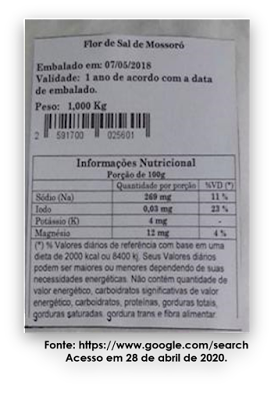 Flor de Sal de Mossoró
Embalado em: 07/05/2018
Validade: 1 ano de acordo com a data
de embalado.
Peso: 1,000 Kg
2 591700 025601
Informações Nutricional
Porção de 100g
Quantidade por porção %VD (*)
Sódio (Na) 269 mg 11 %
Iodo 0,03 mg 23 %
Potássio (K) 4 mg -
Magnésio 12 mg 4 %
(*) % Valores diários de referência com base em uma
dieta de 2000 kcal ou 8400 kj. Seus Valores diários
podem ser maiores ou menores dependendo de suas
necessidades energéticas. Não contém quantidade de
valor energético, carboidratos significativas de valor
energético, carboidratos, proteínas, gorduras totais,
gorduras saturadas, gordura trans e fibra alimentar.
Fonte: https://www.google.com/search
Acesso em 28 de abril de 2020.